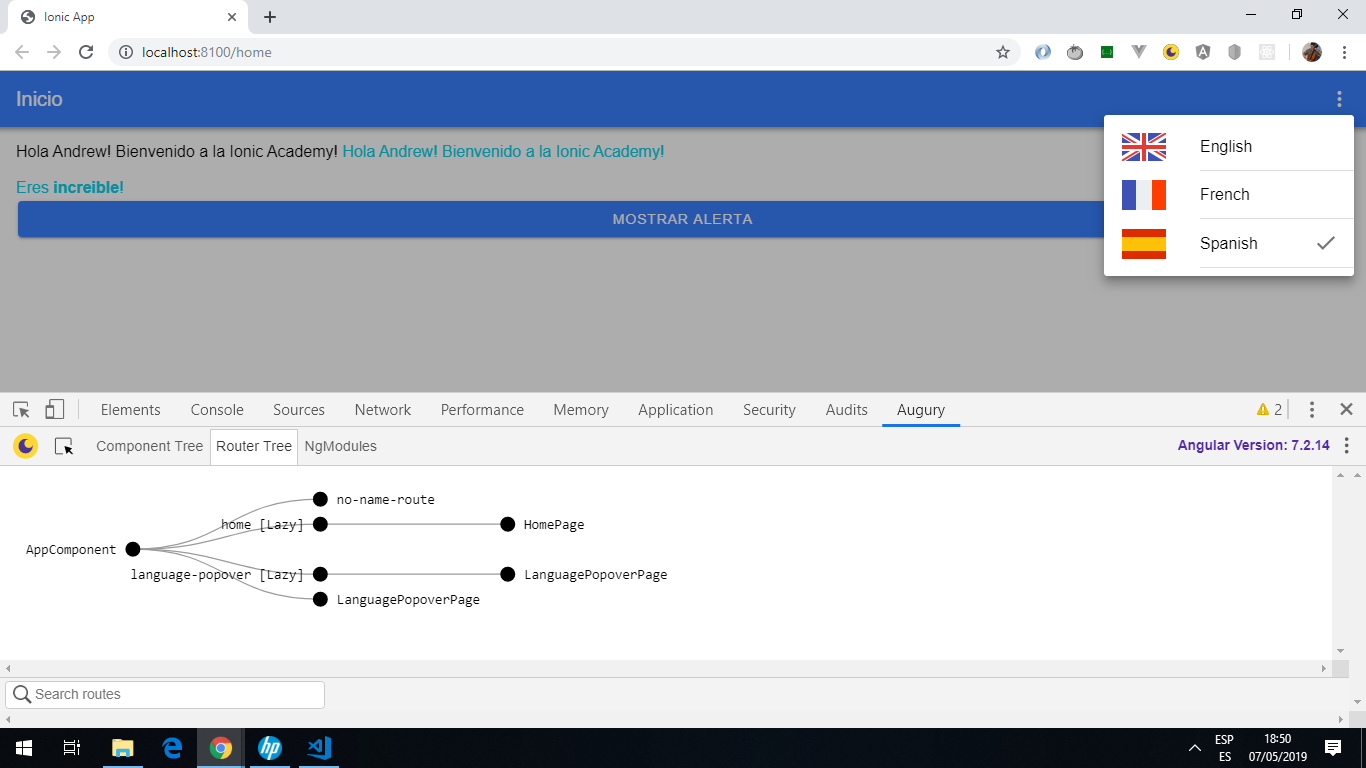 Ionic App
localhost:8100/home
Inicio
Hola Andrew! Bienvenido a la Ionic Academy! Hola Andrew! Bienvenido a la Ionic Academy!
Eres increible!
MOSTRAR ALERTA
English
French
Spanish
Elements Console Sources Network Performance Memory Application Security Audits Augury 2
Component Tree Router Tree NgModules Angular Version: 7.2.14
no-name-route
home [Lazy] HomePage
AppComponent
language-popover [Lazy] LanguagePopoverPage
LanguagePopoverPage
Search routes
hp
ESP 18:50
ES 07/05/2019